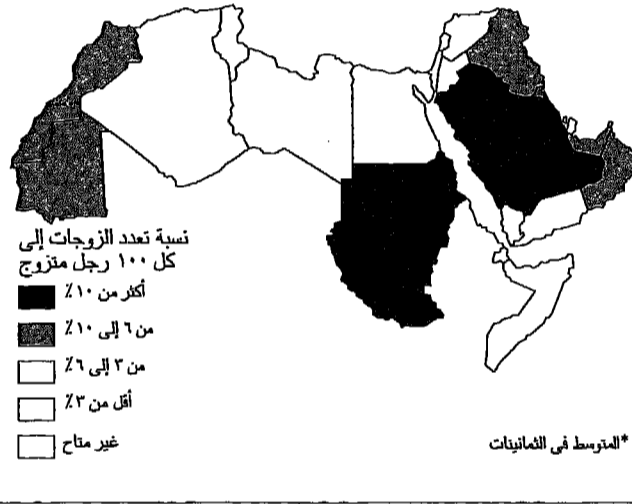 نسبة تعدد الزوجات إلى
كل ١٠٠ رجل متزوج
أكثر من ١٠٪
من ٦ إلى ١٠٪
من ٣ إلى ٦٪
أقل من ٣٪
غير متاح
*المتوسط فى الثمانينات